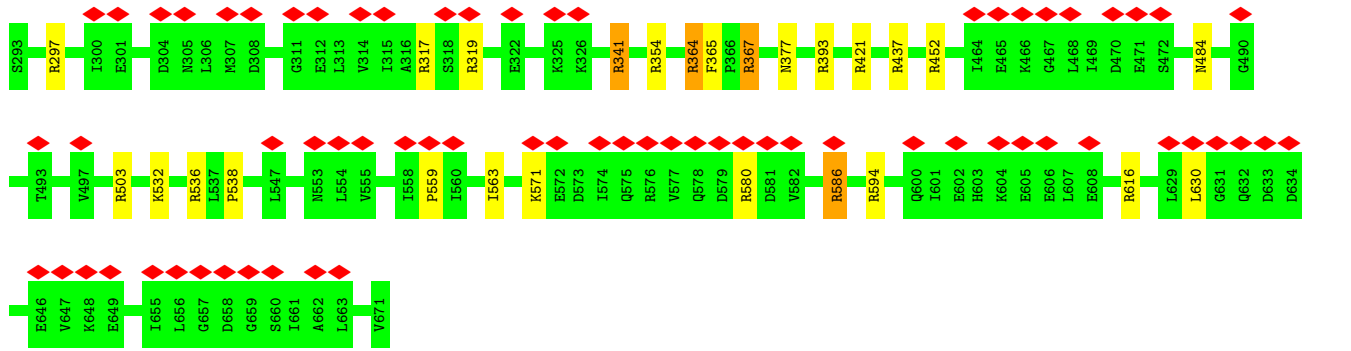 S293 R297 I300 E301 D304 N305 L306 M307 D308 G311 E312 L313 V314 I315 A316 R317 S318 R319 E322 K325 K326 R341 R354 R364 F365 P366 R367 N377 R393 R421 R437 R452 I464 E465 K466 G467 L468 I469 D470 E471 S472 N484 G490
T493 V497 R503 K532 R536 L537 P538 L547 N553 L554 V555 I558 P559 I560 I563 K571 E572 D573 I574 Q575 R576 V577 Q578 D579 R580 D581 V582 R586 R594 Q600 I601 E602 H603 K604 E605 E606 L607 E608 R616 L629 L630 G631 Q632 D633 D634
E646 V647 K648 E649 I655 L656 G657 D658 G659 S660 I661 A662 L663 V671